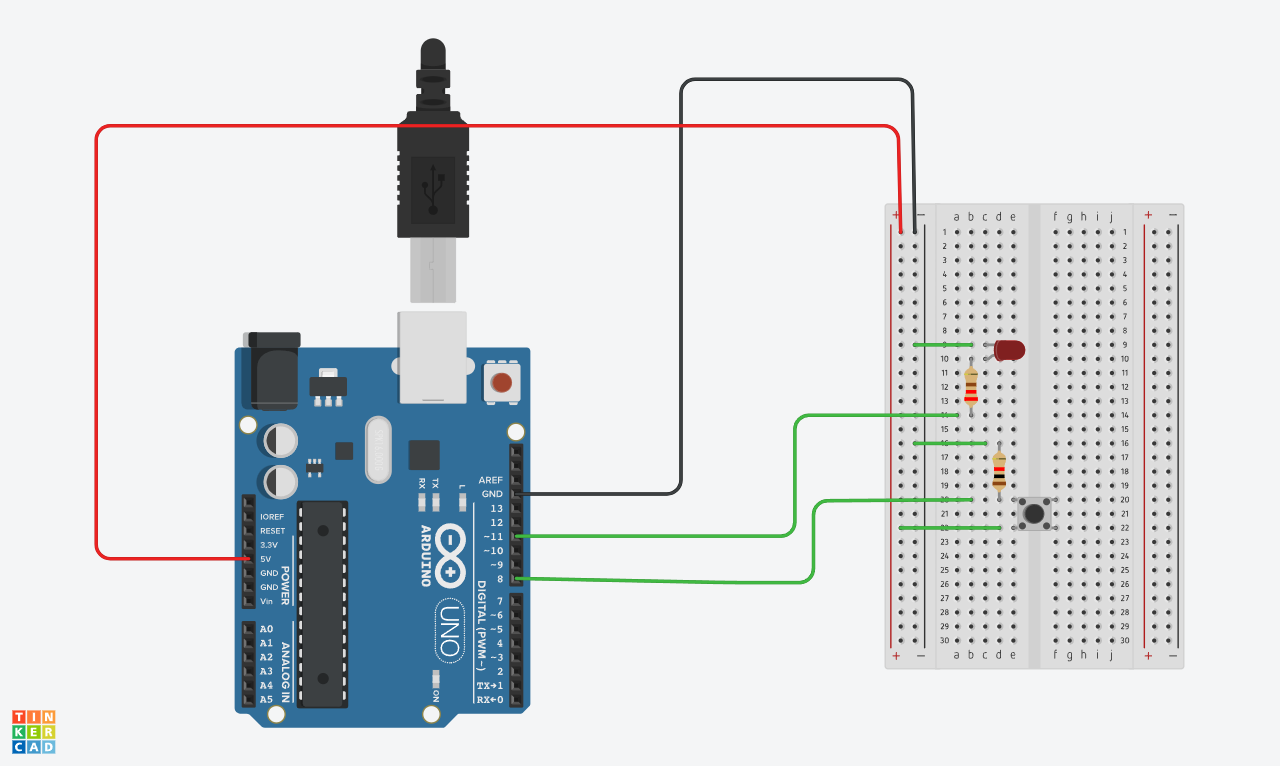 + − a b c d e f g h i j + −
1 1
2 2
3 3
4 4
5 5
6 6
7 7
8 8
9 9
10 10
11 11
12 12
13 13
14 14
15 15
16 16
17 17
18 18
19 19
20 20
21 21
22 22
23 23
24 24
25 25
26 26
27 27
28 28
29 29
30 30
+ − a b c d e f g h i j + −
RX TX L
AREF
GND
13
12
~11
~10
~9
8
7
~6
~5
4
~3
2
TX→1
RX←0
DIGITAL (PWM~)
ARDUINO
UNO
ON
IOREF
RESET
3.3V
5V
GND
GND
Vin
POWER
A0
A1
A2
A3
A4
A5
ANALOG IN
TIN
KER
CAD